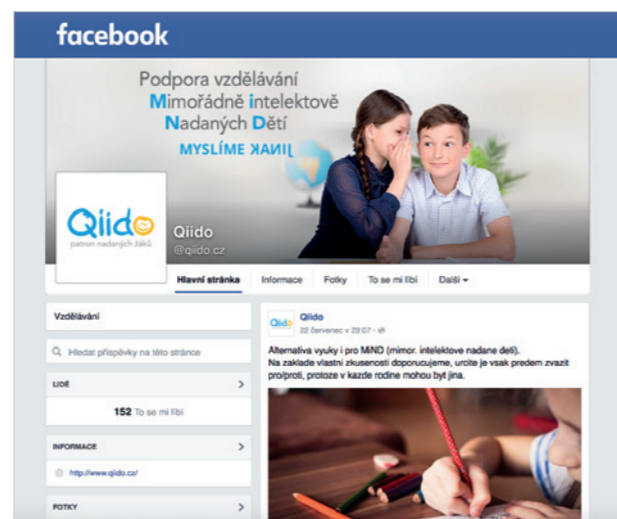 facebook
Podpora vzdělávání
Mimořádně intelektově
Nadaných Dětí
MYSLÍME JINAK
Qiido
patron nadaných žáků
Qiido
@qiido.cz
Hlavní stránka Informace Fotky To se mi líbí Další
Vzdělávání
Hledat příspěvky na této stránce
LIDÉ
152 To se mi líbí
INFORMACE
http://www.qiido.cz/
FOTKY
Qiido
Qiido
22 červenec v 23:07
Alternativa vyuky i pro MiND (mimor. intelektove nadane deti).
Na zaklade vlastni zkusenosti doporucujeme, urcite je vsak predem zvazit
pro/proti, protoze v kazde rodine mohou byt jina.